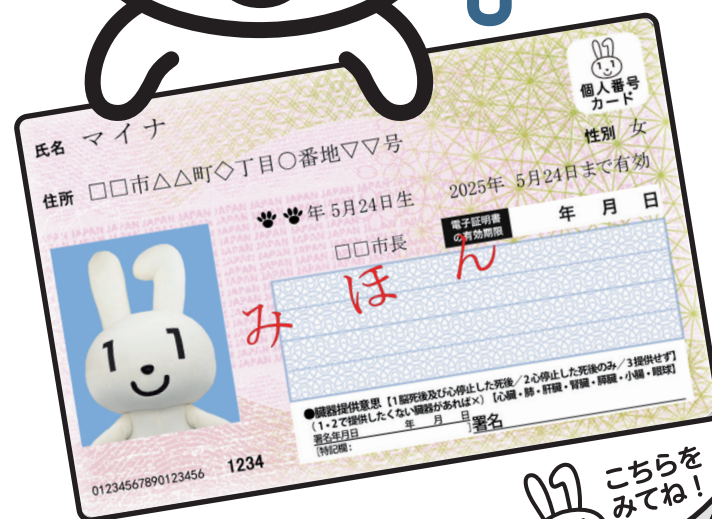 個人番号
カード
氏名 マイナ
性別 女
住所 □□市△△町◇丁目○番地▽▽号
年 5月24日生
2025年 5月24日まで有効
□□市長
電子証明書
の有効期限
年 月 日
みほん
●臓器提供意思【1脳死後及び心停止した死後/2心停止した死後のみ/3提供せず】
(1・2で提供したくない臓器があれば×)【心臓・肺・肝臓・腎臓・膵臓・小腸・眼球】
署名年月日 年 月 日 署名
[特記欄: ]
01234567890123456 1234
こちらを
みてね!